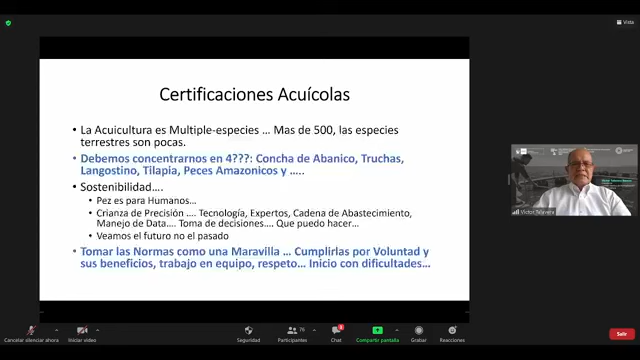 Vista
Certificaciones Acuícolas
• La Acuicultura es Multiple-especies … Mas de 500, las especies
terrestres son pocas.
• Debemos concentrarnos en 4???: Concha de Abanico, Truchas,
Langostino, Tilapia, Peces Amazonicos y …..
• Sostenibilidad….
• Pez es para Humanos…
• Crianza de Precisión …. Tecnología, Expertos, Cadena de Abastecimiento,
Manejo de Data…. Toma de decisiones…. Que puedo hacer…
• Veamos el futuro no el pasado
• Tomar las Normas como una Maravilla … Cumplirlas por Voluntad y
sus beneficios, trabajo en equipo, respeto… Inicio con dificultades…
Víctor Talavera
Cancelar silenciar ahora
Iniciar video
Seguridad
76
Participantes
Chat
Compartir pantalla
Grabar
Reacciones
Salir